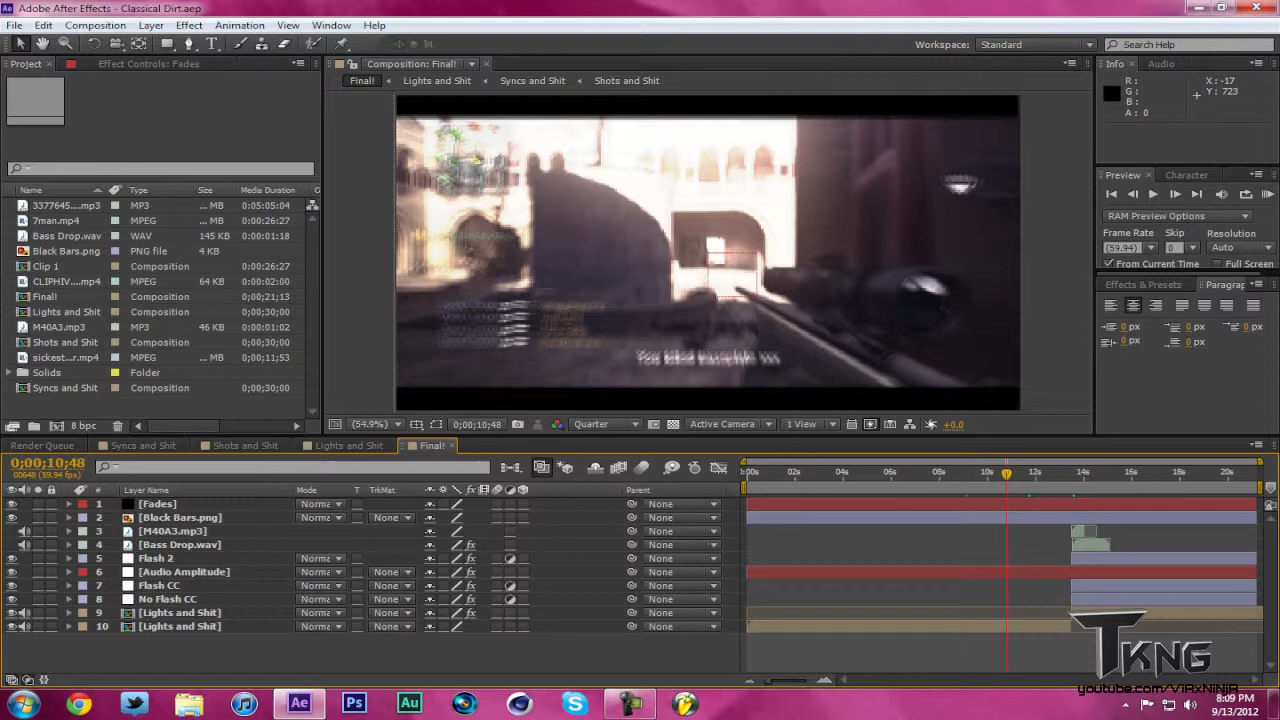 Adobe After Effects - Classical Dirt.aep
File Edit Composition Layer Effect Animation View Window Help
Workspace: Standard Search Help
Project Effect Controls: Fades
Composition: Final!
Info Audio
Final! Lights and Shit Syncs and Shit Shots and Shit
R : X : -17
G : Y : 723
B :
A : 0
Name Type Size Media Duration
3377645....mp3 MP3 ... MB 0:05:05:04
7man.mp4 MPEG ... MB 0:00:26:27
Bass Drop.wav WAV 145 KB 0:00:01:18
Black Bars.png PNG file 4 KB
Clip 1 Composition 0:00:26:27
CLIPHIV....mp4 MPEG 64 KB 0:00:02:00
Final! Composition 0;00;21;13
Lights and Shit Composition 0;00;30;00
M40A3.mp3 MP3 46 KB 0:00:01:02
Shots and Shit Composition 0;00;30;00
sickest...r.mp4 MPEG ... MB 0;00;11;53
Solids Folder
Syncs and Shit Composition 0;00;30;00
8 bpc
Preview Character
RAM Preview Options
Frame Rate Skip Resolution
(59.94) 0 Auto
From Current Time Full Screen
Effects & Presets Paragrap
0 px 0 px 0 px
0 px 0 px
You killed
(54.9%) 0;00;10;48 Quarter Active Camera 1 View +0.0
Render Queue Syncs and Shit Shots and Shit Lights and Shit Final!
0;00;10;48
00648 (59.94 fps)
:00s 02s 04s 06s 08s 10s 12s 14s 16s 18s 20s
# Layer Name Mode T TrkMat Parent
1 [Fades] Norma None
2 [Black Bars.png] Norma None None
3 [M40A3.mp3] None
4 [Bass Drop.wav] fx None
5 Flash 2 Norma fx None
6 [Audio Amplitude] Norma None fx None
7 Flash CC Norma None fx None
8 No Flash CC Norma None fx None
9 [Lights and Shit] Norma None fx None
10 [Lights and Shit] Norma None None
TKNG
youtube.com/V1AxNiNjA
Ae Ps Au
8:09 PM
9/13/2012